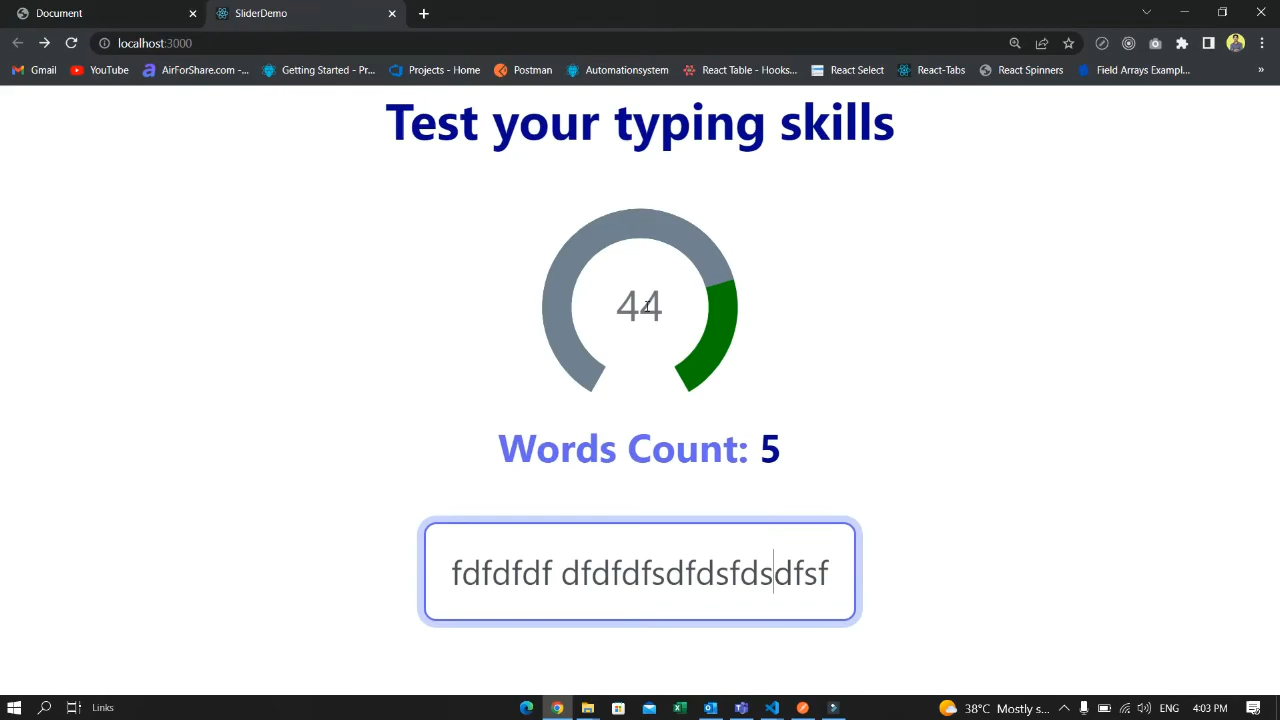 Document
SliderDemo
localhost:3000
Gmail
YouTube
AirForShare.com -...
Getting Started - Pr...
Projects - Home
Postman
Automationsystem
React Table - Hooks...
React Select
React-Tabs
React Spinners
Field Arrays Exampl...
»
Test your typing skills
44
Words Count: 5
fdfdfdf dfdfdfsdfdsfdsdfsf
Links
38°C Mostly s...
ENG
4:03 PM